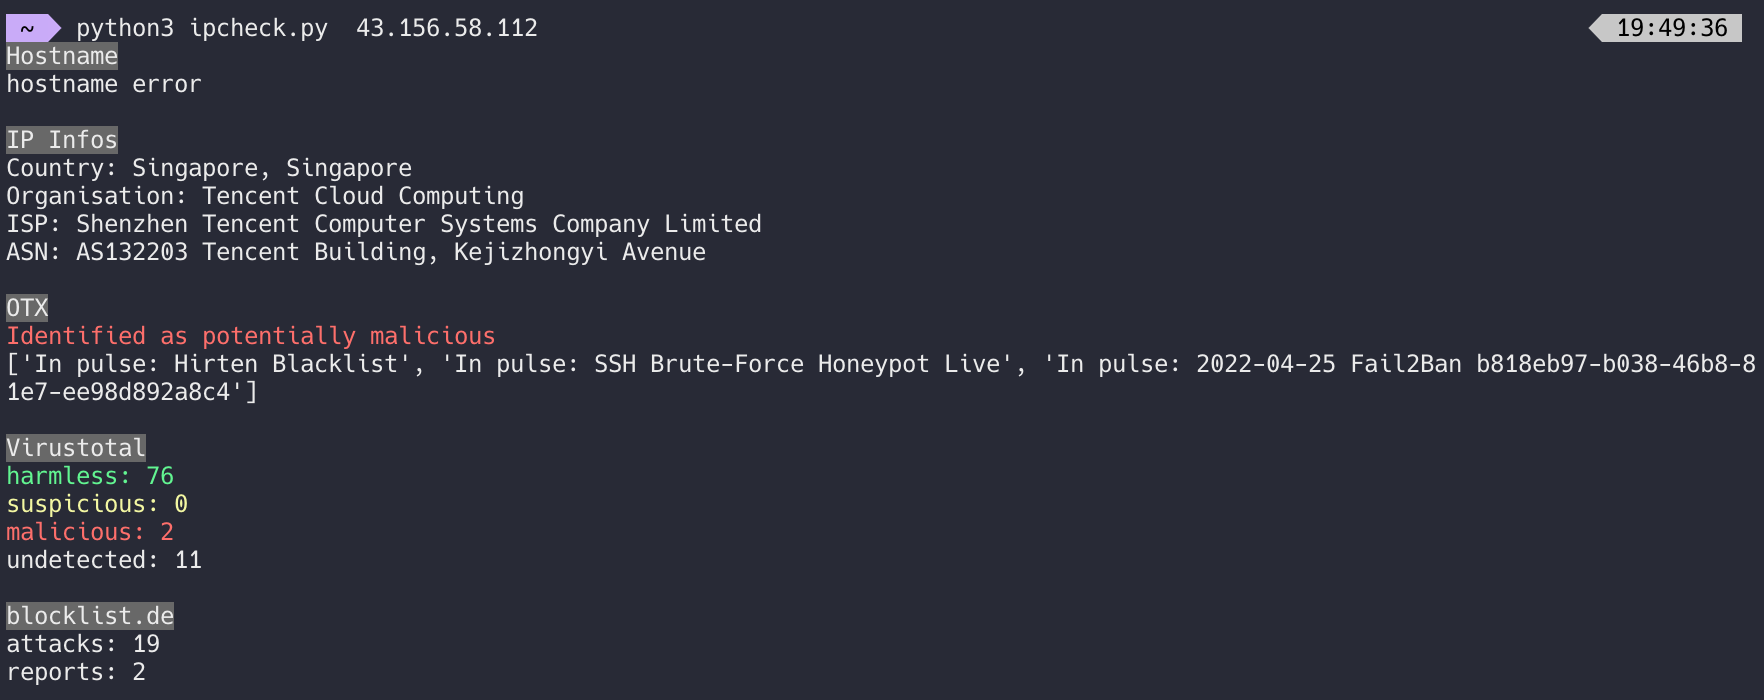 ~ python3 ipcheck.py  43.156.58.112 19:49:36
Hostname
hostname error
IP Infos
Country: Singapore, Singapore
Organisation: Tencent Cloud Computing
ISP: Shenzhen Tencent Computer Systems Company Limited
ASN: AS132203 Tencent Building, Kejizhongyi Avenue
OTX
Identified as potentially malicious
['In pulse: Hirten Blacklist', 'In pulse: SSH Brute-Force Honeypot Live', 'In pulse: 2022-04-25 Fail2Ban b818eb97-b038-46b8-8
1e7-ee98d892a8c4']
Virustotal
harmless: 76
suspicious: 0
malicious: 2
undetected: 11
blocklist.de
attacks: 19
reports: 2